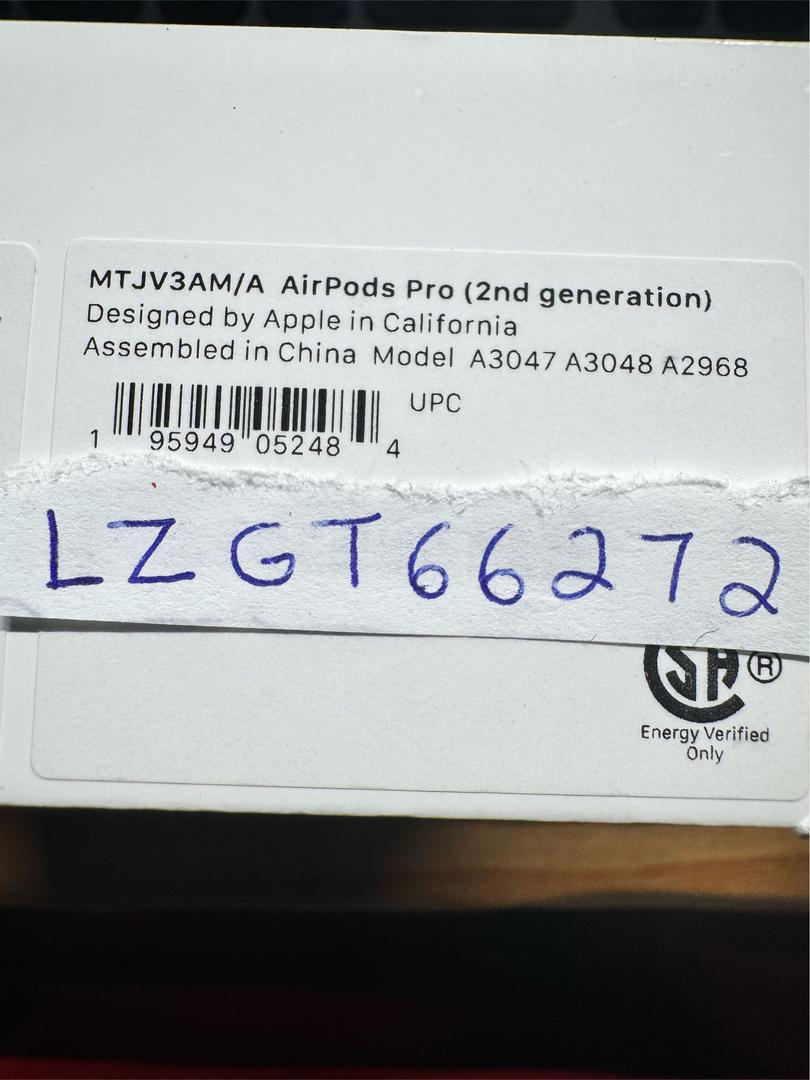 MTJV3AM/A AirPods Pro (2nd generation)
Designed by Apple in California
Assembled in China Model A3047 A3048 A2968
UPC
1 95949 05248 4
LZGT66272
SA ®
Energy Verified
Only